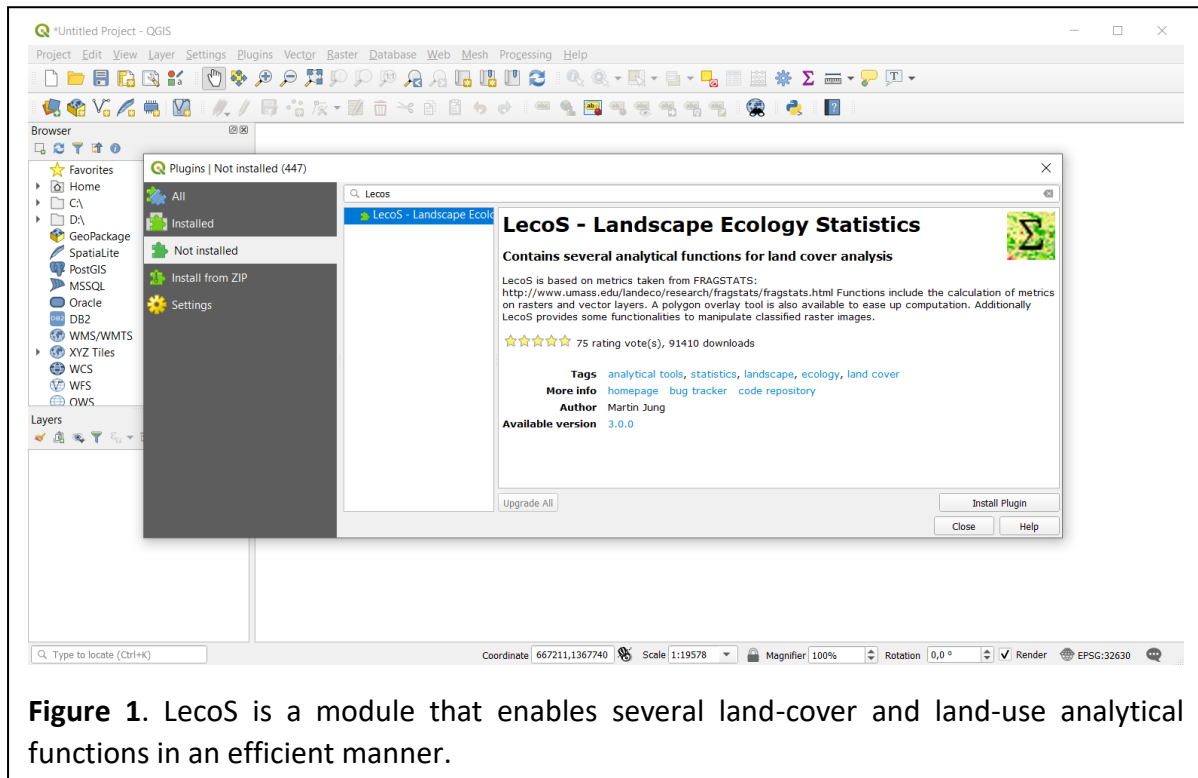 *Untitled Project - QGIS
Project Edit View Layer Settings Plugins Vector Raster Database Web Mesh Processing Help
Browser
Favorites
Home
C:\
D:\
GeoPackage
SpatiaLite
PostGIS
MSSQL
Oracle
DB2
WMS/WMTS
XYZ Tiles
WCS
WFS
OWS
Layers
Plugins | Not installed (447)
All
Installed
Not installed
Install from ZIP
Settings
Lecos
LecoS - Landscape Ecolo
LecoS - Landscape Ecology Statistics
Contains several analytical functions for land cover analysis
LecoS is based on metrics taken from FRAGSTATS:
http://www.umass.edu/landeco/research/fragstats/fragstats.html Functions include the calculation of metrics
on rasters and vector layers. A polygon overlay tool is also available to ease up computation. Additionally
LecoS provides some functionalities to manipulate classified raster images.
75 rating vote(s), 91410 downloads
Tags analytical tools, statistics, landscape, ecology, land cover
More info homepage bug tracker code repository
Author Martin Jung
Available version 3.0.0
Upgrade All
Install Plugin
Close Help
Type to locate (Ctrl+K) Coordinate 667211,1367740 Scale 1:19578 Magnifier 100% Rotation 0,0 ° Render EPSG:32630
Figure 1. LecoS is a module that enables several land-cover and land-use analytical
functions in an efficient manner.